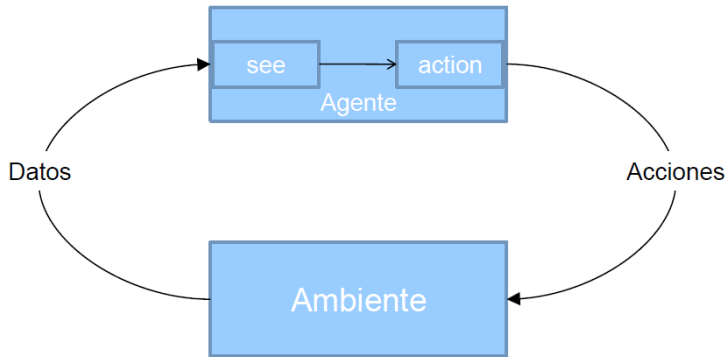 see
action
Agente
Datos
Acciones
Ambiente